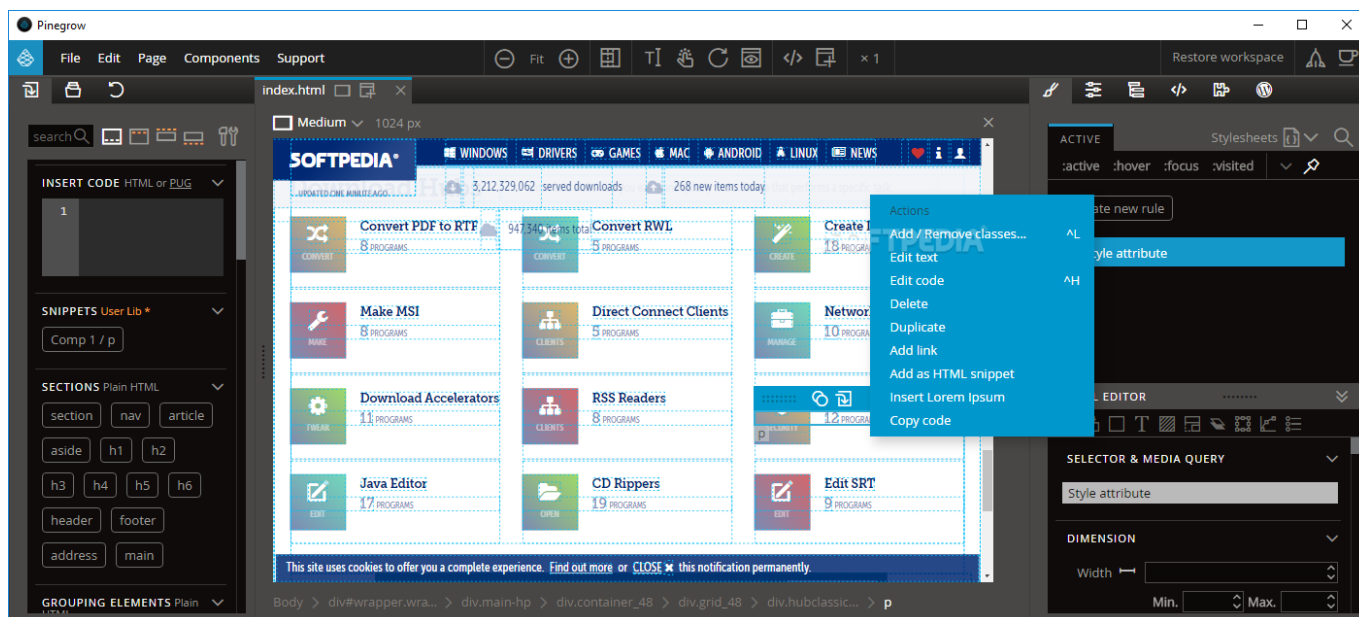 Pinegrow
File Edit Page Components Support
Fit
× 1
Restore workspace
index.html
search
Medium 1024 px
INSERT CODE HTML or PUG
1
SNIPPETS User Lib *
Comp 1 / p
SECTIONS Plain HTML
section nav article
aside h1 h2
h3 h4 h5 h6
header footer
address main
GROUPING ELEMENTS Plain
HTML
SOFTPEDIA®
WINDOWS DRIVERS GAMES MAC ANDROID LINUX NEWS
UPDATED ONE MINUTE AGO
3,212,329,062 served downloads 268 new items today
947,340 items total
Convert PDF to RTF
8 PROGRAMS
CONVERT
Convert RWL
5 PROGRAMS
CONVERT
Create
18
CREATE
Make MSI
8 PROGRAMS
MAKE
Direct Connect Clients
5 PROGRAMS
CLIENTS
10
MANAGE
Download Accelerators
11 PROGRAMS
TWEAK
RSS Readers
8 PROGRAMS
CLIENTS
12
p
Java Editor
17 PROGRAMS
EDIT
CD Rippers
19 PROGRAMS
OPEN
Edit SRT
9 PROGRAMS
EDIT
This site uses cookies to offer you a complete experience. Find out more or CLOSE × this notification permanently.
Body > div#wrapper.wra... > div.main-hp > div.container_48 > div.grid_48 > div.hubclassic... > p
Actions
Add / Remove classes... ^L
Edit text
Edit code ^H
Delete
Duplicate
Add link
Add as HTML snippet
Insert Lorem Ipsum
Copy code
ACTIVE Stylesheets
:active :hover :focus :visited
new rule
attribute
EDITOR
SELECTOR & MEDIA QUERY
Style attribute
DIMENSION
Width
Min. Max.